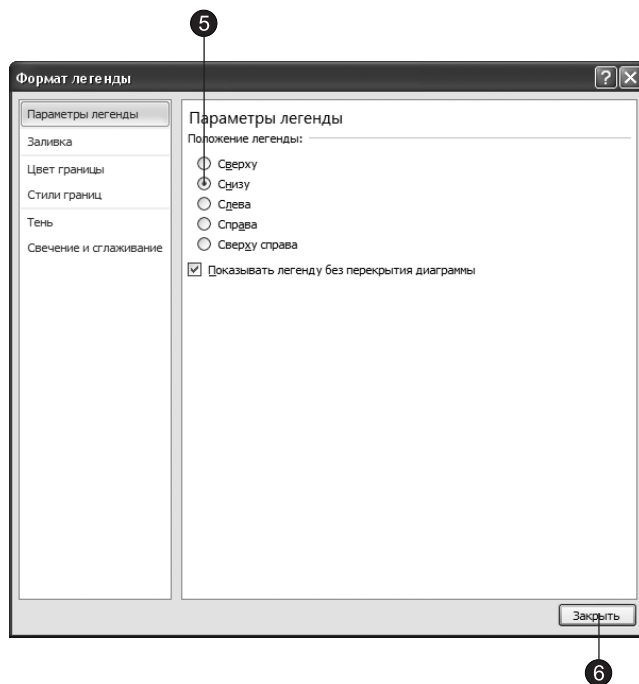 5
Формат легенды
Параметры легенды
Заливка
Цвет границы
Стили границ
Тень
Свечение и сглаживание
Параметры легенды
Положение легенды:
Сверху
Снизу
Слева
Справа
Сверху справа
Показывать легенду без перекрытия диаграммы
Закрыть
6